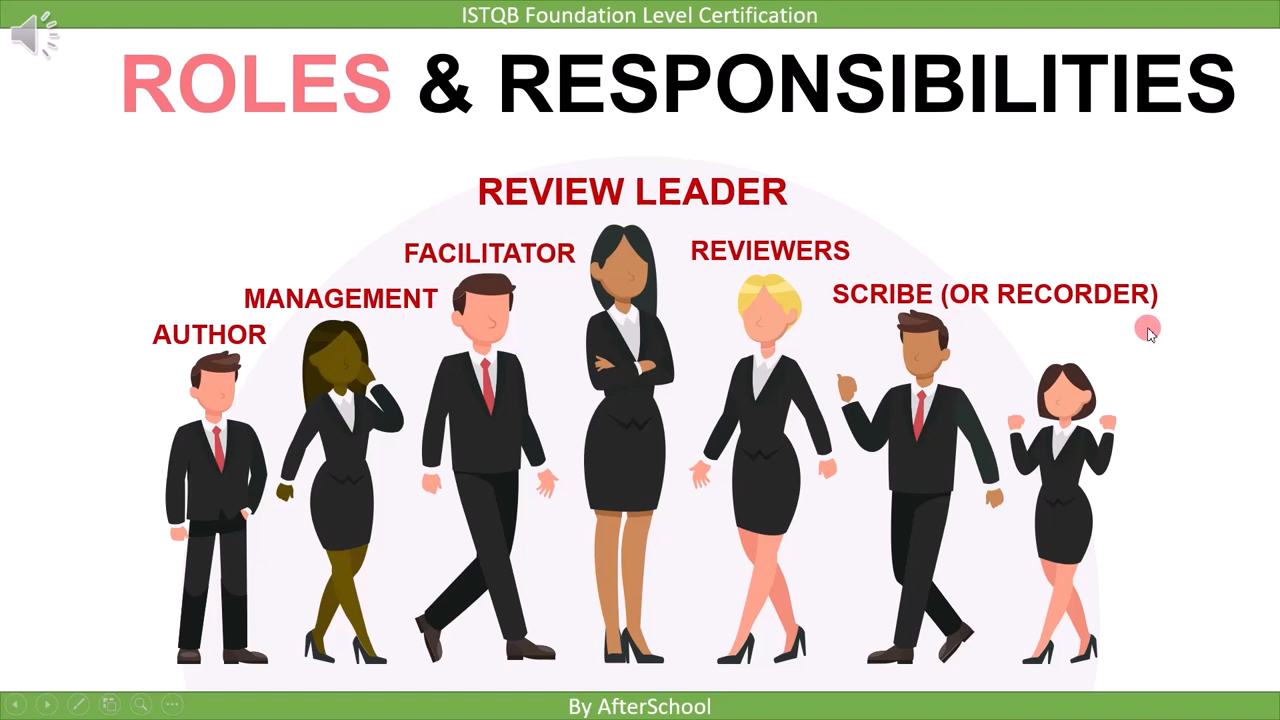 ISTQB Foundation Level Certification
ROLES & RESPONSIBILITIES
REVIEW LEADER
FACILITATOR
REVIEWERS
MANAGEMENT
SCRIBE (OR RECORDER)
AUTHOR
By AfterSchool